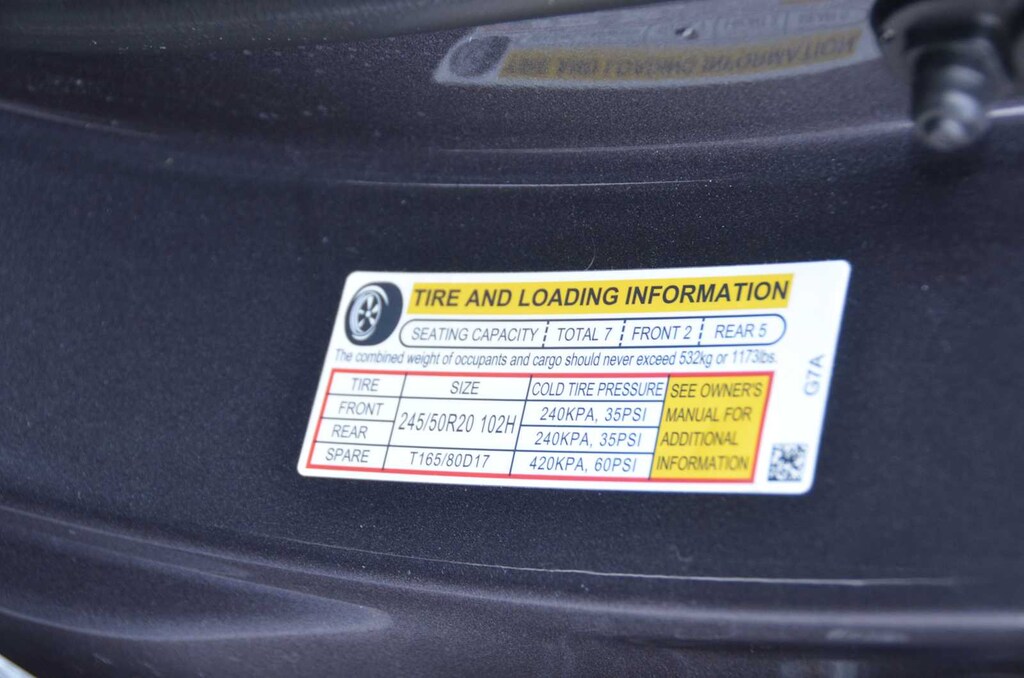 TIRE AND LOADING INFORMATION
SEATING CAPACITY TOTAL 7 FRONT 2 REAR 5
The combined weight of occupants and cargo should never exceed 532kg or 1173lbs.
TIRE SIZE COLD TIRE PRESSURE SEE OWNER'S MANUAL FOR ADDITIONAL INFORMATION
FRONT 245/50R20 102H 240KPA, 35PSI
REAR 240KPA, 35PSI
SPARE T165/80D17 420KPA, 60PSI
G7A